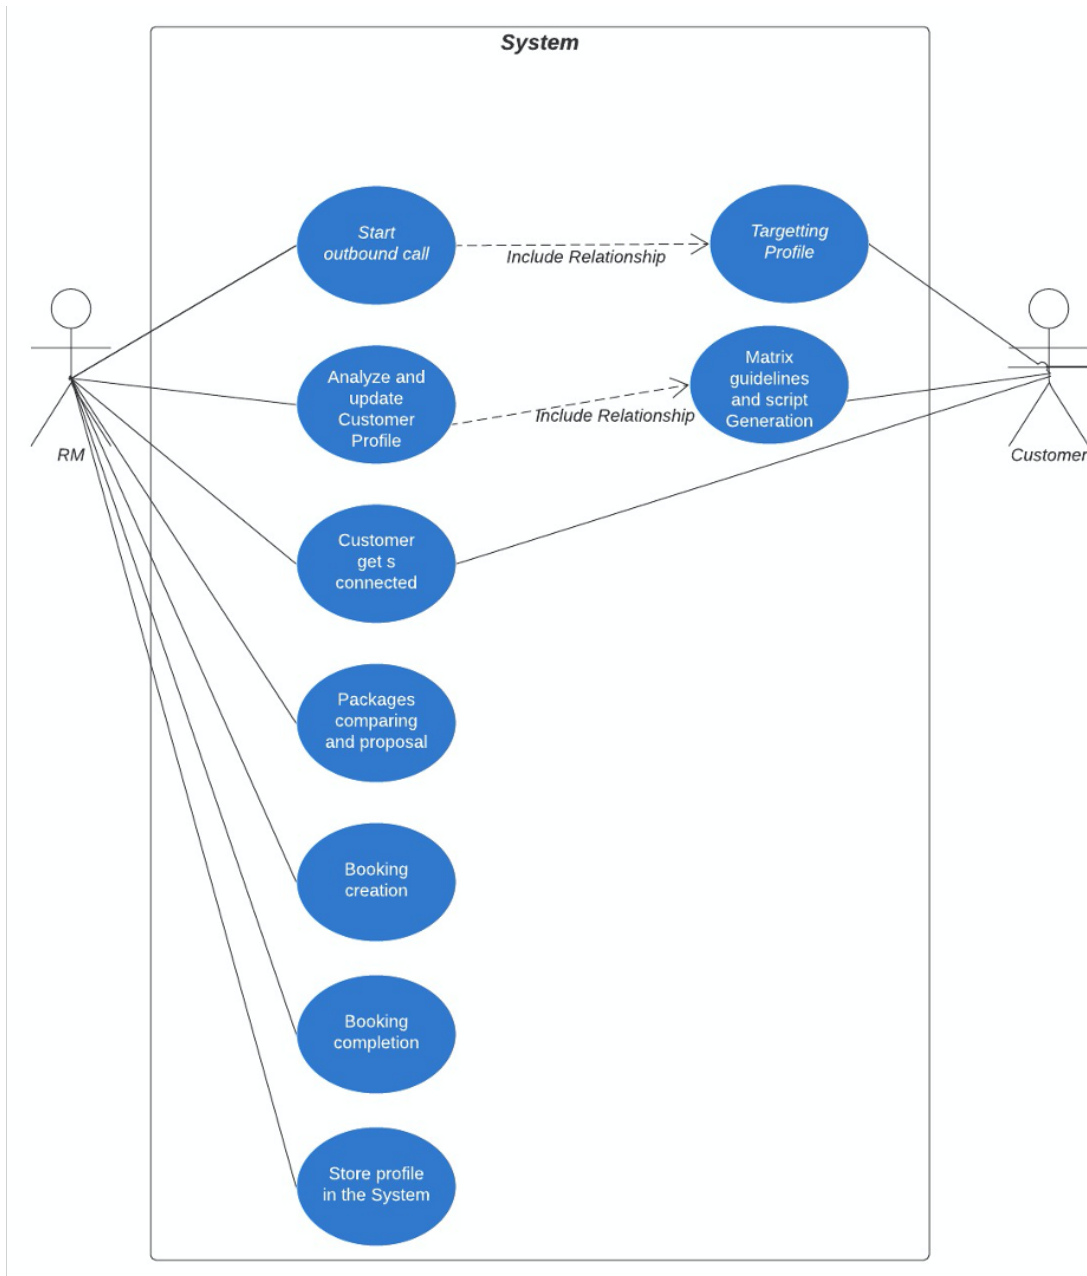 System
Start
outbound call
Include Relationship
Targetting
Profile
RM
Analyze and
update
Customer
Profile
Include Relationship
Matrix
guidelines
and script
Generation
Customer
Customer
get s
connected
Packages
comparing
and proposal
Booking
creation
Booking
completion
Store profile
in the System